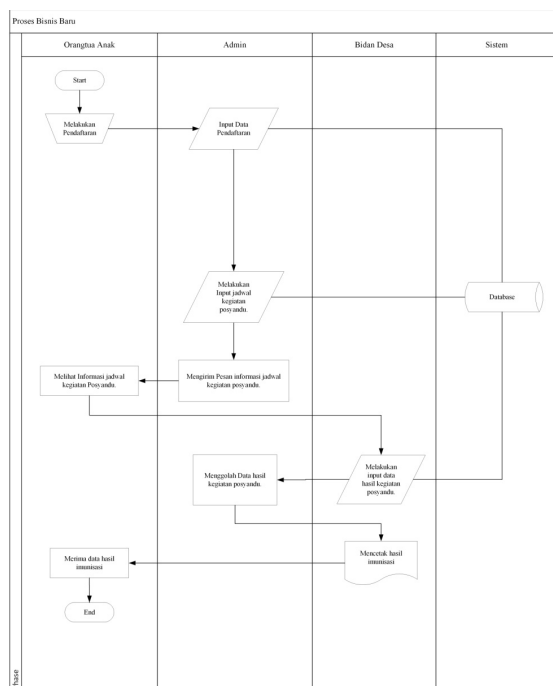 Proses Bisnis Baru
Orangtua Anak
Admin
Bidan Desa
Sistem
Start
Melakukan
Pendaftaran
Input Data
Pendaftaran
Melakukan
Input jadwal
kegiatan
posyandu.
Database
Melihat Informasi jadwal
kegiatan Posyandu.
Mengirim Pesan informasi jadwal
kegiatan posyandu.
Menggolah Data hasil
kegiatan posyandu.
Melakukan
input data
hasil kegiatan
posyandu.
Merima data hasil
imunisasi
Mencetak hasil
imunisasi
End
hase